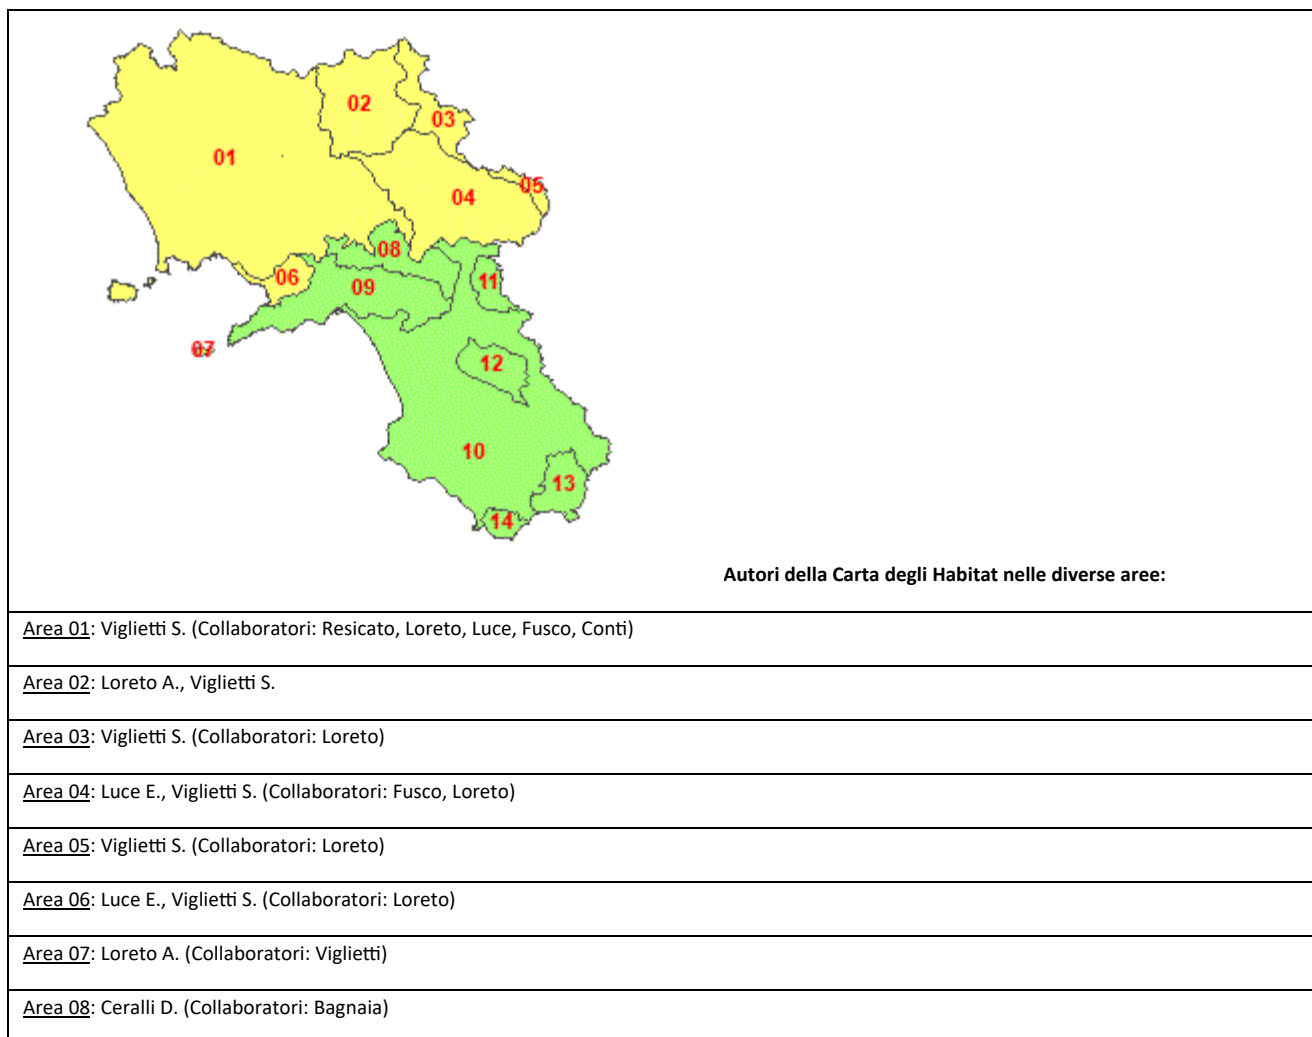 02
03
01
05
04
08
06
11
09
07
12
10
13
14
Autori della Carta degli Habitat nelle diverse aree:
Area 01: Viglietti S. (Collaboratori: Resicato, Loreto, Luce, Fusco, Conti)
Area 02: Loreto A., Viglietti S.
Area 03: Viglietti S. (Collaboratori: Loreto)
Area 04: Luce E., Viglietti S. (Collaboratori: Fusco, Loreto)
Area 05: Viglietti S. (Collaboratori: Loreto)
Area 06: Luce E., Viglietti S. (Collaboratori: Loreto)
Area 07: Loreto A. (Collaboratori: Viglietti)
Area 08: Ceralli D. (Collaboratori: Bagnaia)